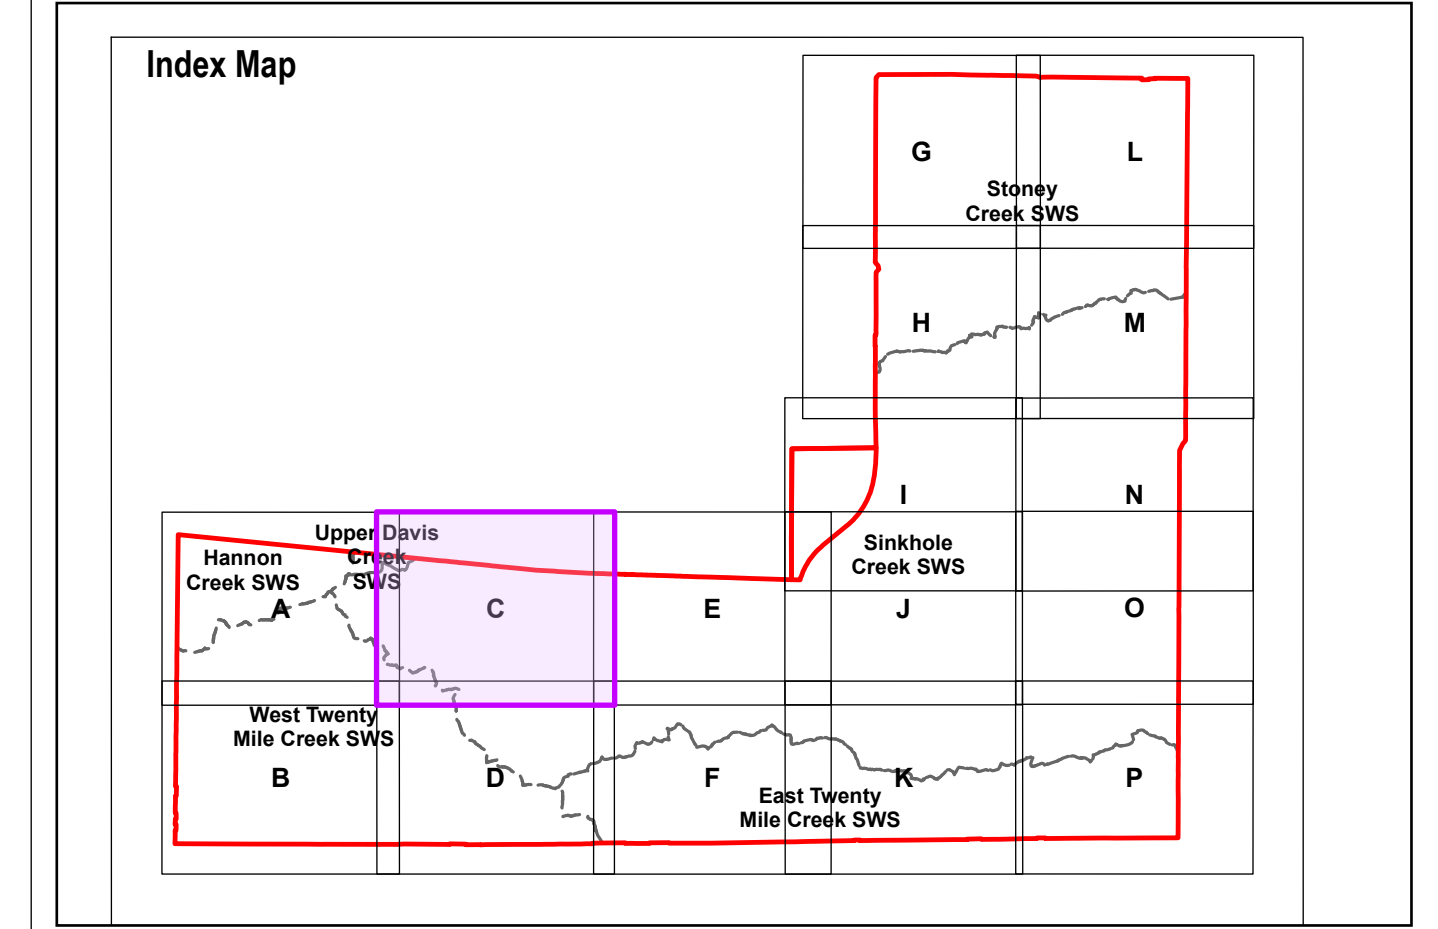 Index Map
G
L
Stoney
Creek SWS
H
M
I
N
Upper Davis
Creek
SWS
Hannon
Creek SWS
Sinkhole
Creek SWS
A
C
E
J
O
West Twenty
Mile Creek SWS
B
D
F
K
P
East Twenty
Mile Creek SWS